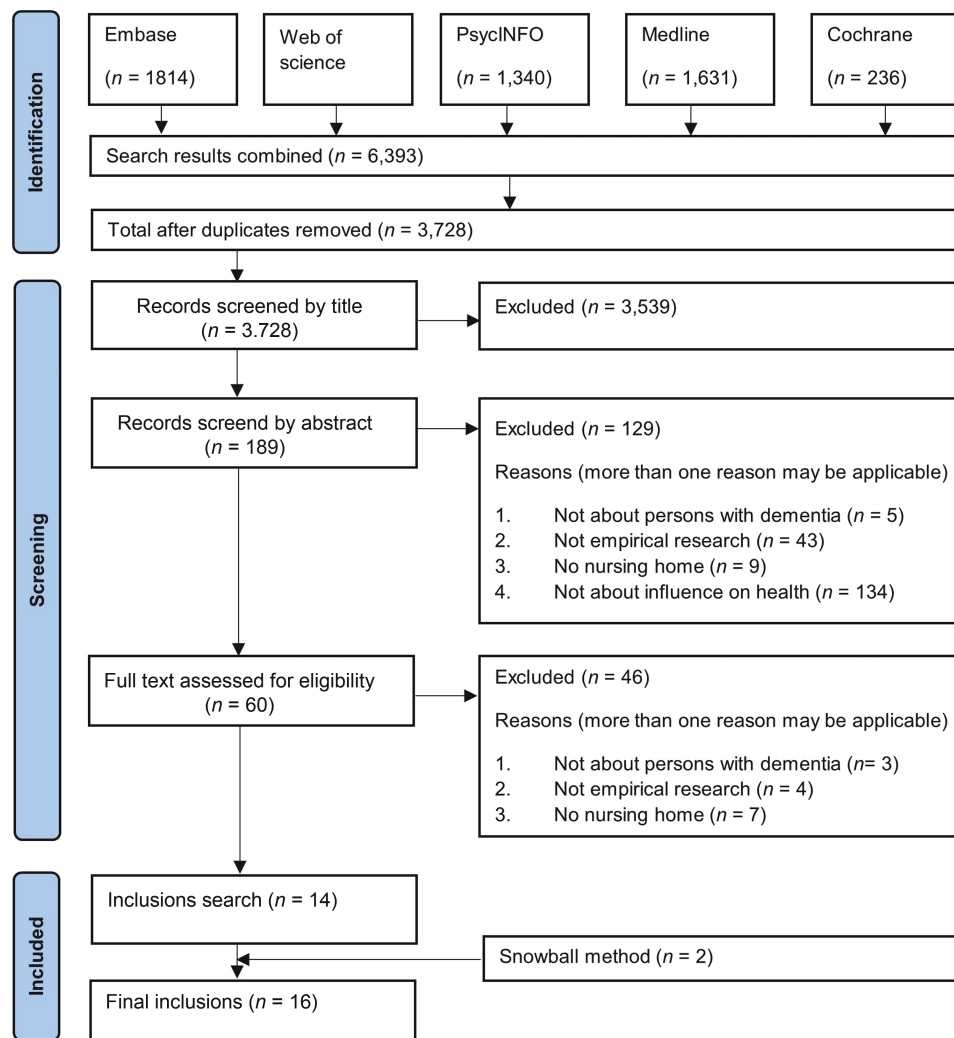 Identification
Embase
(n = 1814)
Web of
science
PsycINFO
(n = 1,340)
Medline
(n = 1,631)
Cochrane
(n = 236)
Search results combined (n = 6,393)
Total after duplicates removed (n = 3,728)
Screening
Records screened by title
(n = 3.728)
Excluded (n = 3,539)
Records screend by abstract
(n = 189)
Excluded (n = 129)
Reasons (more than one reason may be applicable)
1. Not about persons with dementia (n = 5)
2. Not empirical research (n = 43)
3. No nursing home (n = 9)
4. Not about influence on health (n = 134)
Full text assessed for eligibility
(n = 60)
Excluded (n = 46)
Reasons (more than one reason may be applicable)
1. Not about persons with dementia (n= 3)
2. Not empirical research (n = 4)
3. No nursing home (n = 7)
Included
Inclusions search (n = 14)
Snowball method (n = 2)
Final inclusions (n = 16)